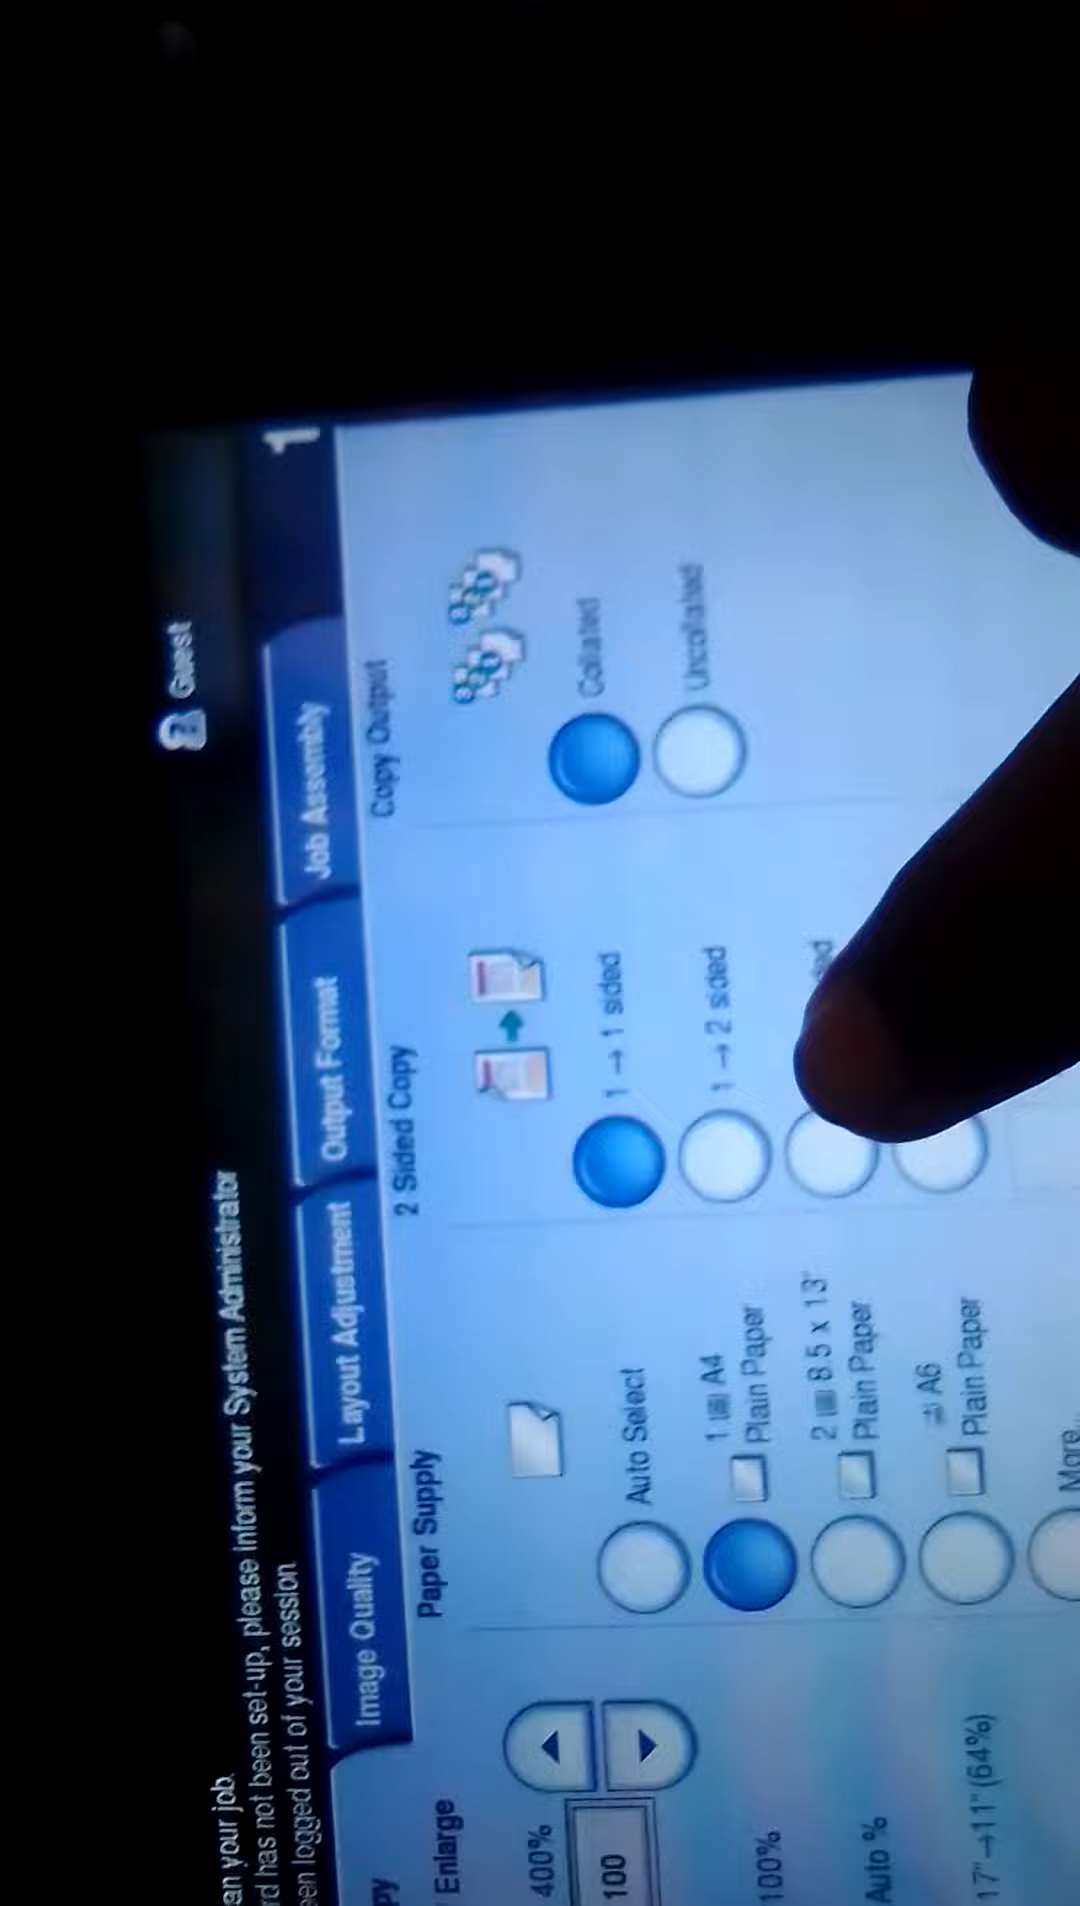 an your job.
rd has not been set-up, please inform your System Administrator
een logged out of your session
Guest
py
Image Quality
Layout Adjustment
Output Format
Job Assembly
1
Enlarge
400%
100
100%
Auto %
17"→11" (64%)
Paper Supply
Auto Select
1 A4
Plain Paper
2 8.5 x 13"
Plain Paper
A6
Plain Paper
More...
2 Sided Copy
1 → 1 sided
1 → 2 sided
ed
Copy Output
Collated
Uncollated